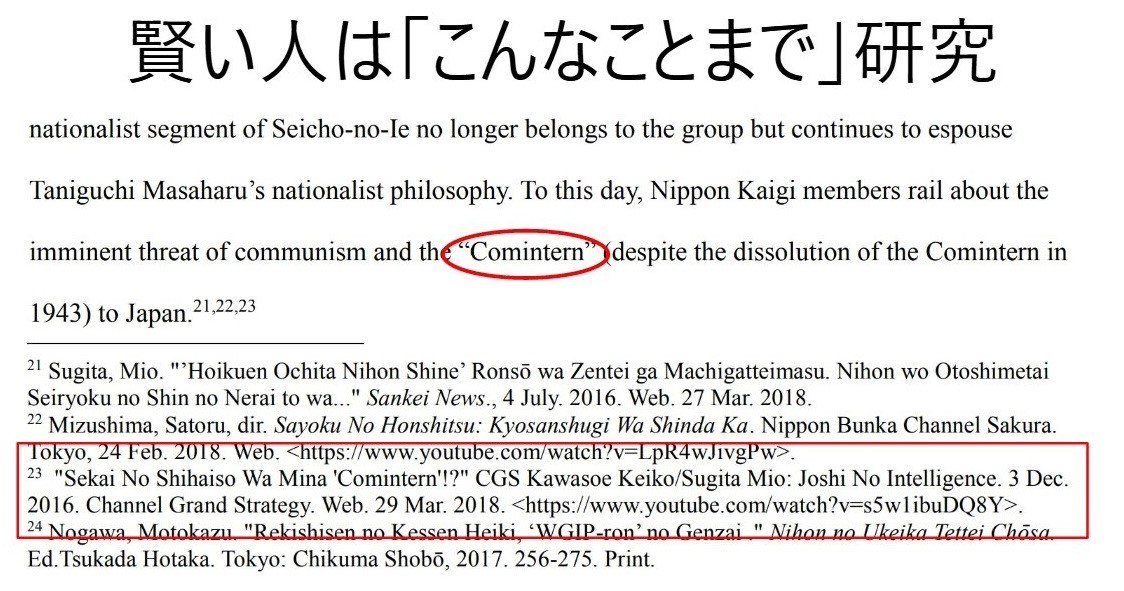 賢い人は「こんなことまで」研究
nationalist segment of Seicho-no-Ie no longer belongs to the group but continues to espouse
Taniguchi Masaharu’s nationalist philosophy. To this day, Nippon Kaigi members rail about the
imminent threat of communism and the “Comintern” (despite the dissolution of the Comintern in
1943) to Japan.21,22,23
21 Sugita, Mio. "’Hoikuen Ochita Nihon Shine’ Ronsō wa Zentei ga Machigatteimasu. Nihon wo Otoshimetai
Seiryoku no Shin no Nerai to wa..." Sankei News., 4 July. 2016. Web. 27 Mar. 2018.
22 Mizushima, Satoru, dir. Sayoku No Honshitsu: Kyosanshugi Wa Shinda Ka. Nippon Bunka Channel Sakura.
Tokyo, 24 Feb. 2018. Web. <https://www.youtube.com/watch?v=LpR4wJivgPw>.
23 "Sekai No Shihaiso Wa Mina 'Comintern'!?" CGS Kawasoe Keiko/Sugita Mio: Joshi No Intelligence. 3 Dec.
2016. Channel Grand Strategy. Web. 29 Mar. 2018. <https://www.youtube.com/watch?v=s5w1ibuDQ8Y>.
24 Nogawa, Motokazu. "Rekishisen no Kessen Heiki, ‘WGIP-ron’ no Genzai ." Nihon no Ukeika Tettei Chōsa.
Ed.Tsukada Hotaka. Tokyo: Chikuma Shobō, 2017. 256-275. Print.